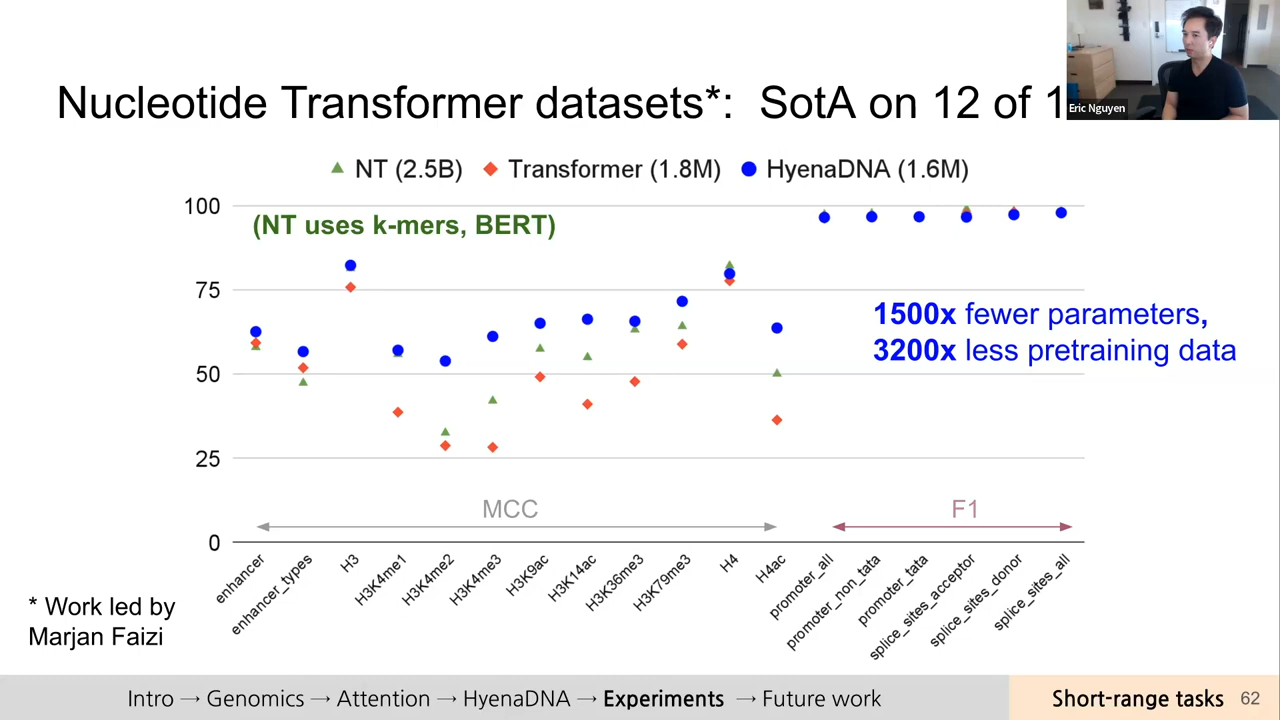 Eric Nguyen
Nucleotide Transformer datasets*: SotA on 12 of 1
NT (2.5B) Transformer (1.8M) HyenaDNA (1.6M)
100
(NT uses k-mers, BERT)
75
1500x fewer parameters,
3200x less pretraining data
50
25
MCC
F1
0
enhancer
enhancer_types
H3
H3K4me1
H3K4me2
H3K4me3
H3K9ac
H3K14ac
H3K36me3
H3K79me3
H4
H4ac
promoter_all
promoter_non_tata
promoter_tata
splice_sites_acceptor
splice_sites_donor
splice_sites_all
* Work led by
Marjan Faizi
Intro → Genomics → Attention → HyenaDNA → Experiments → Future work
Short-range tasks 62